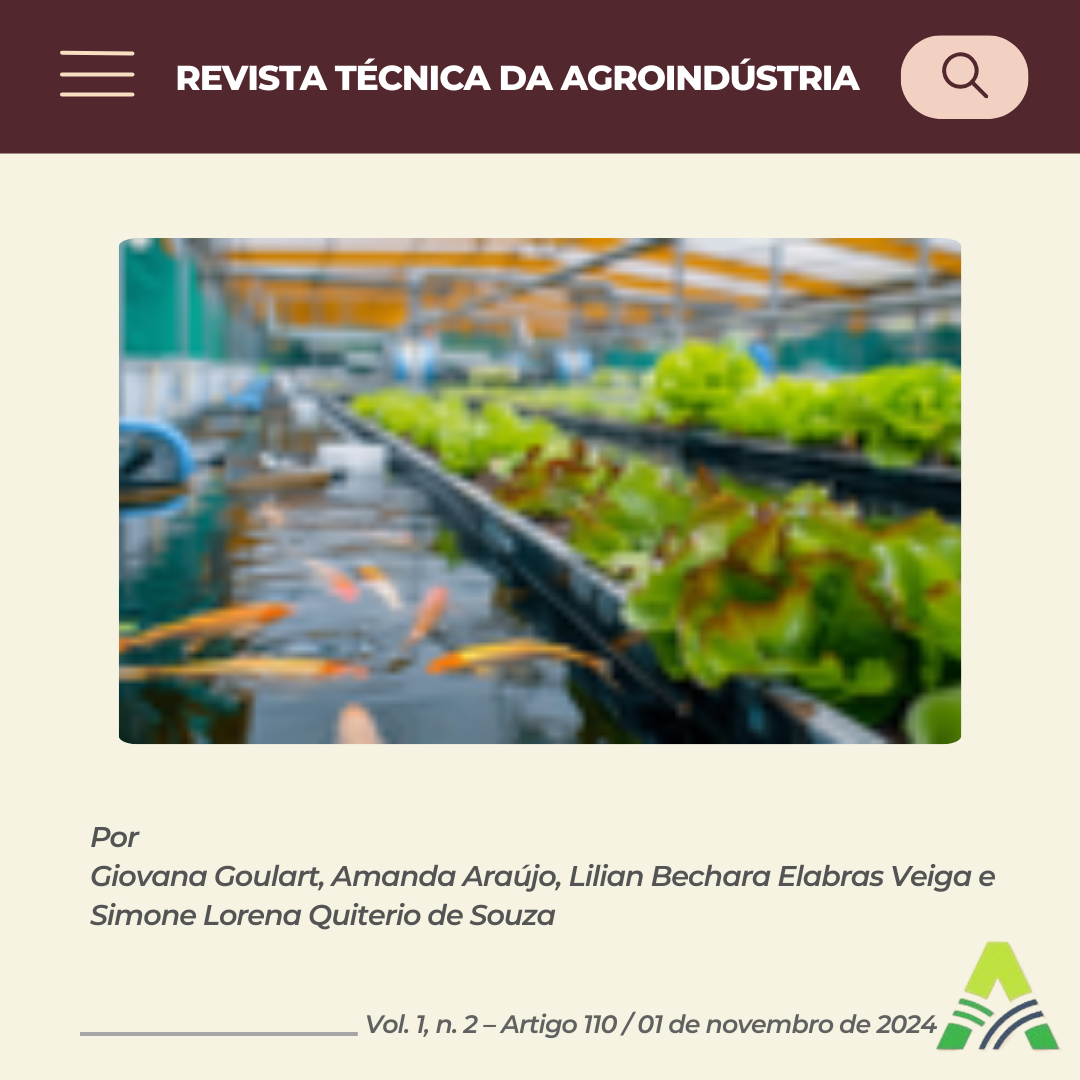 REVISTA TÉCNICA DA AGROINDÚSTRIA
Por
Giovana Goulart, Amanda Araújo, Lilian Bechara Elabras Veiga e
Simone Lorena Quiterio de Souza
Vol. 1, n. 2 – Artigo 110 / 01 de novembro de 2024